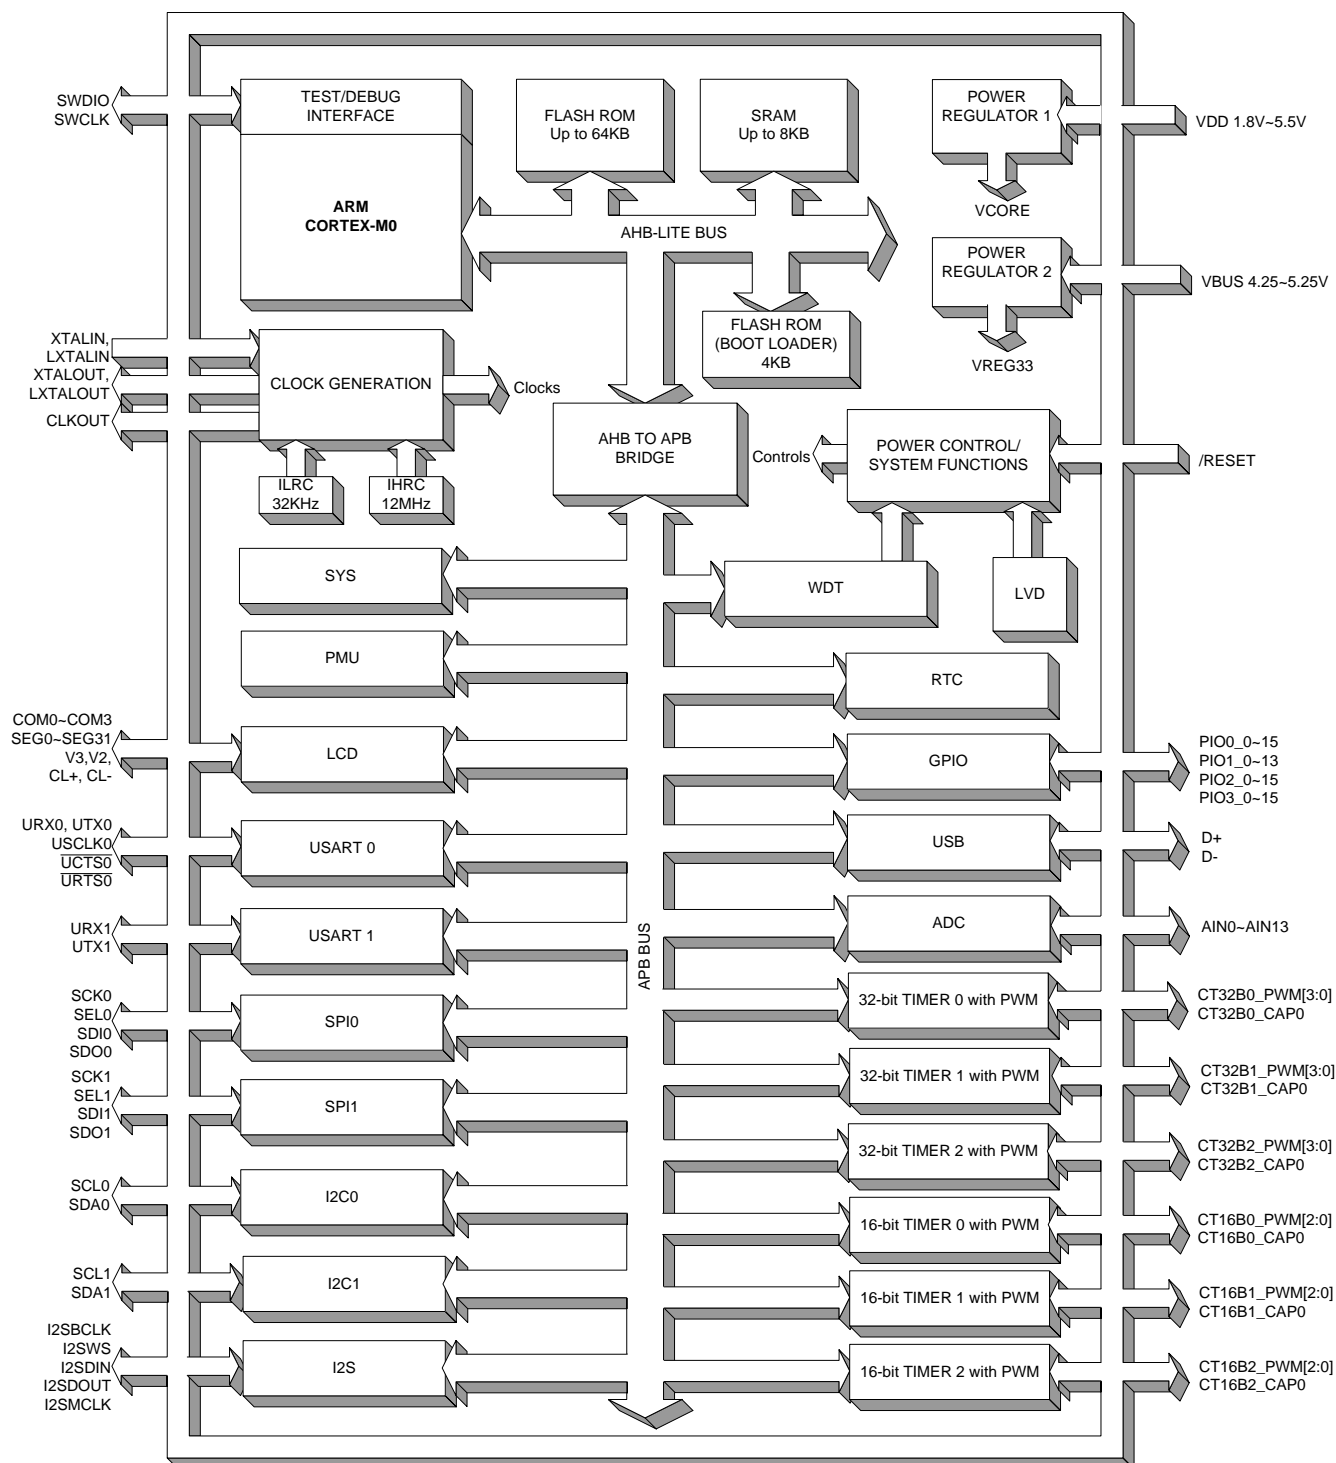 SWDIO
SWCLK
TEST/DEBUG
INTERFACE
ARM
CORTEX-M0
FLASH ROM
Up to 64KB
SRAM
Up to 8KB
POWER
REGULATOR 1
VDD 1.8V~5.5V
VCORE
AHB-LITE BUS
POWER
REGULATOR 2
VBUS 4.25~5.25V
VREG33
FLASH ROM
(BOOT LOADER)
4KB
XTALIN,
LXTALIN
XTALOUT,
LXTALOUT
CLKOUT
CLOCK GENERATION
Clocks
ILRC
32KHz
IHRC
12MHz
AHB TO APB
BRIDGE
Controls
POWER CONTROL/
SYSTEM FUNCTIONS
/RESET
SYS
WDT
LVD
PMU
RTC
COM0~COM3
SEG0~SEG31
V3,V2,
CL+, CL-
LCD
GPIO
PIO0_0~15
PIO1_0~13
PIO2_0~15
PIO3_0~15
URX0, UTX0
USCLK0
UCTS0
URTS0
USART 0
USB
D+
D-
URX1
UTX1
USART 1
APB BUS
ADC
AIN0~AIN13
SCK0
SEL0
SDI0
SDO0
SPI0
32-bit TIMER 0 with PWM
CT32B0_PWM[3:0]
CT32B0_CAP0
SCK1
SEL1
SDI1
SDO1
SPI1
32-bit TIMER 1 with PWM
CT32B1_PWM[3:0]
CT32B1_CAP0
32-bit TIMER 2 with PWM
CT32B2_PWM[3:0]
CT32B2_CAP0
SCL0
SDA0
I2C0
16-bit TIMER 0 with PWM
CT16B0_PWM[2:0]
CT16B0_CAP0
SCL1
SDA1
I2C1
16-bit TIMER 1 with PWM
CT16B1_PWM[2:0]
CT16B1_CAP0
I2SBCLK
I2SWS
I2SDIN
I2SDOUT
I2SMCLK
I2S
16-bit TIMER 2 with PWM
CT16B2_PWM[2:0]
CT16B2_CAP0